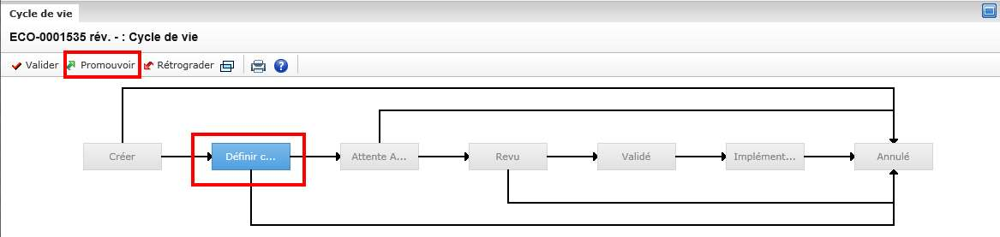 Cycle de vie
ECO-0001535 rév. - : Cycle de vie
Valider Promouvoir Rétrograder ?
Créer Définir c... Attente A... Revu Validé Implément... Annulé